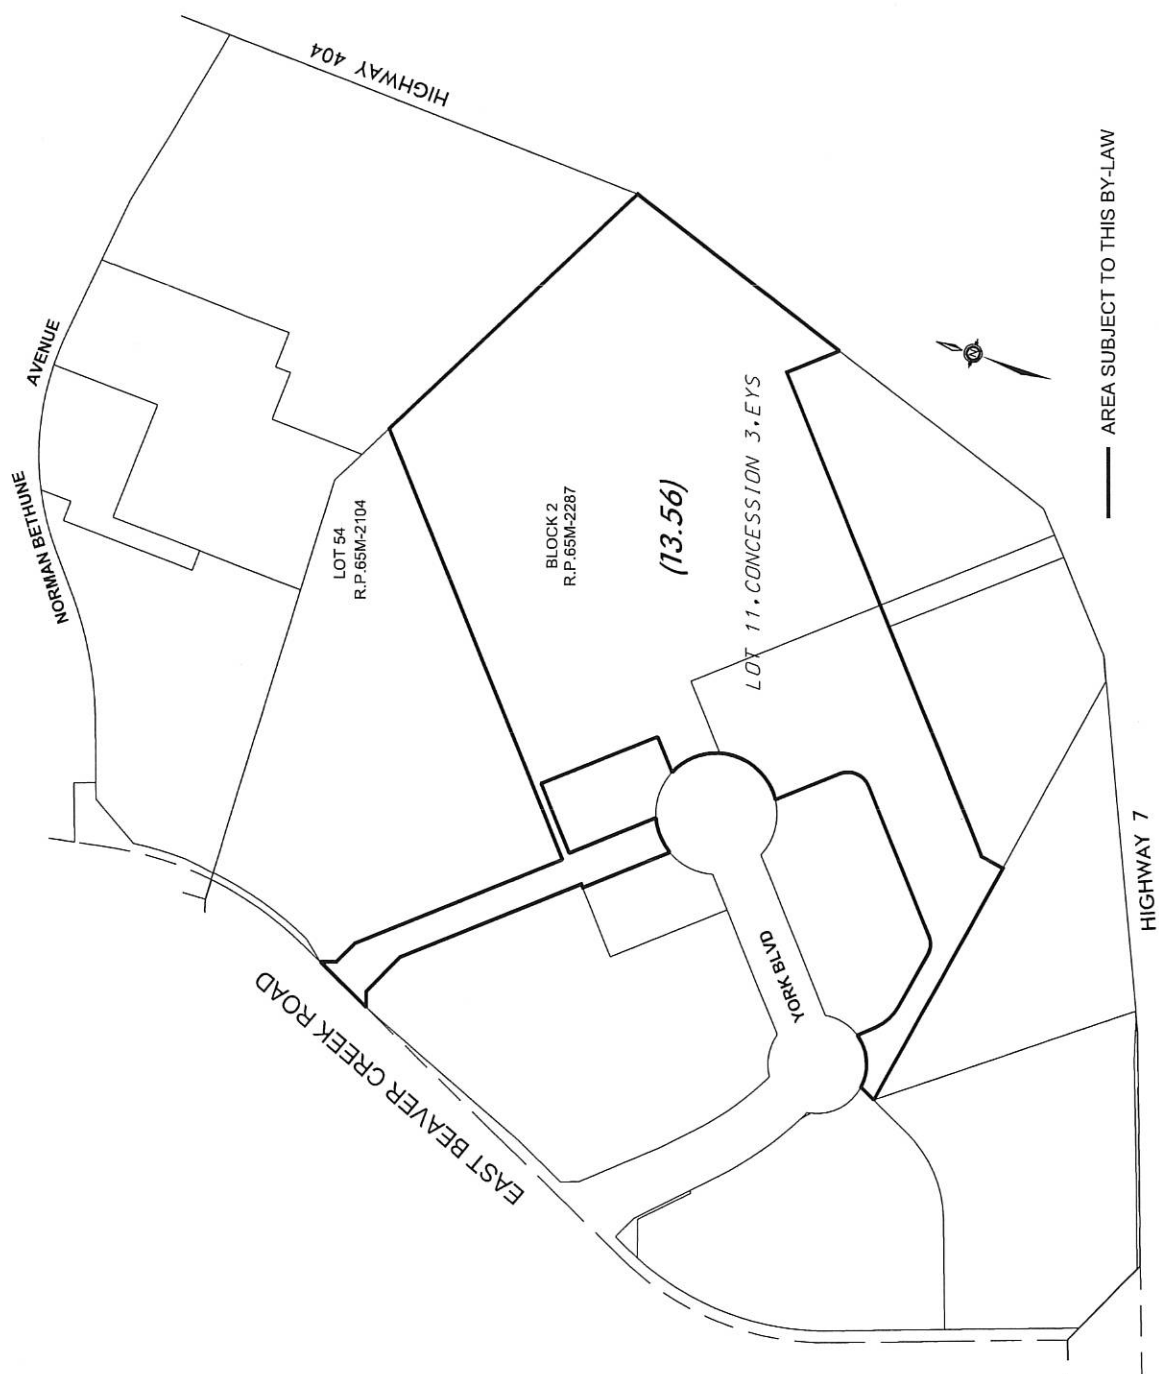 HIGHWAY 404
NORMAN BETHUNE
AVENUE
LOT 54
R.P.65M-2104
BLOCK 2
R.P.65M-2287
(13.56)
LOT 11,CONCESSION 3,EYS
EAST BEAVER CREEK ROAD
YORK BLVD
HIGHWAY 7
N
AREA SUBJECT TO THIS BY-LAW